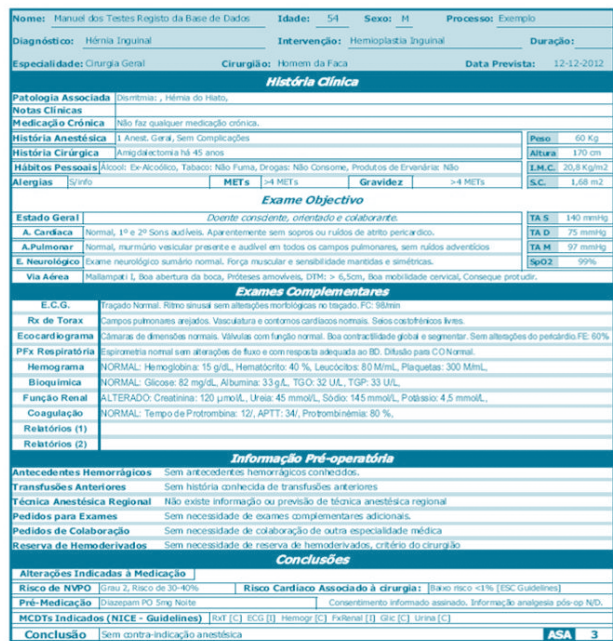 Nome: Manuel dos Testes Registo da Base de Dados Idade: 54 Sexo: M Processo: Exemplo
Diagnóstico: Hérnia Inguinal Intervenção: Hernioplastia Inguinal Duração:
Especialidade: Cirurgia Geral Cirurgião: Homem da Faca Data Prevista: 12-12-2012
História Clínica
Patologia Associada Disritmia: , Hérnia do Hiato,
Notas Clínicas
Medicação Crónica Não faz qualquer medicação crónica.
História Anestésica 1 Anest. Geral, Sem Complicações Peso 60 Kg
História Cirúrgica Amigdalectomia há 45 anos Altura 170 cm
Hábitos Pessoais Álcool: Ex-Alcoólico, Tabaco: Não Fuma, Drogas: Não Consome, Produtos de Ervanária: Não I.M.C. 20,8 Kg/m2
Alergias S/info METs >4 METs Gravidez >4 METs S.C. 1,68 m2
Exame Objectivo
Estado Geral Doente consciente, orientado e colaborante. TA S 140 mmHg
A. Cardíaca Normal, 1º e 2º Sons audíveis. Aparentemente sem sopros ou ruídos de atrito pericardico. TA D 75 mmHg
A.Pulmonar Normal, murmúrio vesicular presente e audível em todos os campos pulmonares, sem ruídos adventícios TA M 97 mmHg
E. Neurológico Exame neurológico sumário normal. Força muscular e sensibilidade mantidas e simétricas. SpO2 99%
Via Aérea Mallampati I, Boa abertura da boca, Próteses amovíveis, DTM: > 6,5cm, Boa mobilidade cervical, Consegue protudir.
Exames Complementares
E.C.G. Traçado Normal. Ritmo sinusal sem alterações morfológicas no traçado. FC: 98/min
Rx de Torax Campos pulmonares arejados. Vasculatura e contornos cardíacos normais. Seios costofrénicos livres.
Ecocardiograma Câmaras de dimensões normais. Válvulas com função normal. Boa contractilidade global e segmentar. Sem alterações do pericárdio.FE: 60%
PFx Respiratória Espirometria normal sem alterações de fluxo e com resposta adequada ao BD. Difusão para CO Normal.
Hemograma NORMAL: Hemoglobina: 15 g/dL, Hematócrito: 40 %, Leucócitos: 80 M/mL, Plaquetas: 300 M/mL,
Bioquímica NORMAL: Glicose: 82 mg/dL, Albumina: 33 g/L, TGO: 32 U/L, TGP: 33 U/L,
Função Renal ALTERADO: Creatinina: 120 µmol/L, Ureia: 45 mmol/L, Sódio: 145 mmol/L, Potássio: 4,5 mmol/L,
Coagulação NORMAL: Tempo de Protrombina: 12/, APTT: 34/, Protrombinémia: 80 %,
Relatórios (1)
Relatórios (2)
Informação Pré-operatória
Antecedentes Hemorrágicos Sem antecedentes hemorrágicos conhecidos.
Transfusões Anteriores Sem história conhecida de transfusões anteriores
Técnica Anestésica Regional Não existe informação ou previsão de técnica anestésica regional
Pedidos para Exames Sem necessidade de exames complementares adicionais.
Pedidos de Colaboração Sem necessidade de colaboração de outra especialidade médica
Reserva de Hemoderivados Sem necessidade de reserva de hemoderivados, critério do cirurgião
Conclusões
Alterações Indicadas à Medicação
Risco de NVPO Grau 2, Risco de 30-40% Risco Cardíaco Associado à cirurgia: Baixo risco <1% [ESC Guidelines]
Pré-Medicação Diazepam PO 5mg Noite Consentimento informado assinado. Informação analgesia pós-op N/D.
MCDTs Indicados (NICE - Guidelines) RxT [C] ECG [I] Hemogr [C] FxRenal [I] Glic [C] Urina [C]
Conclusão Sem contra-indicação anestésica ASA 3